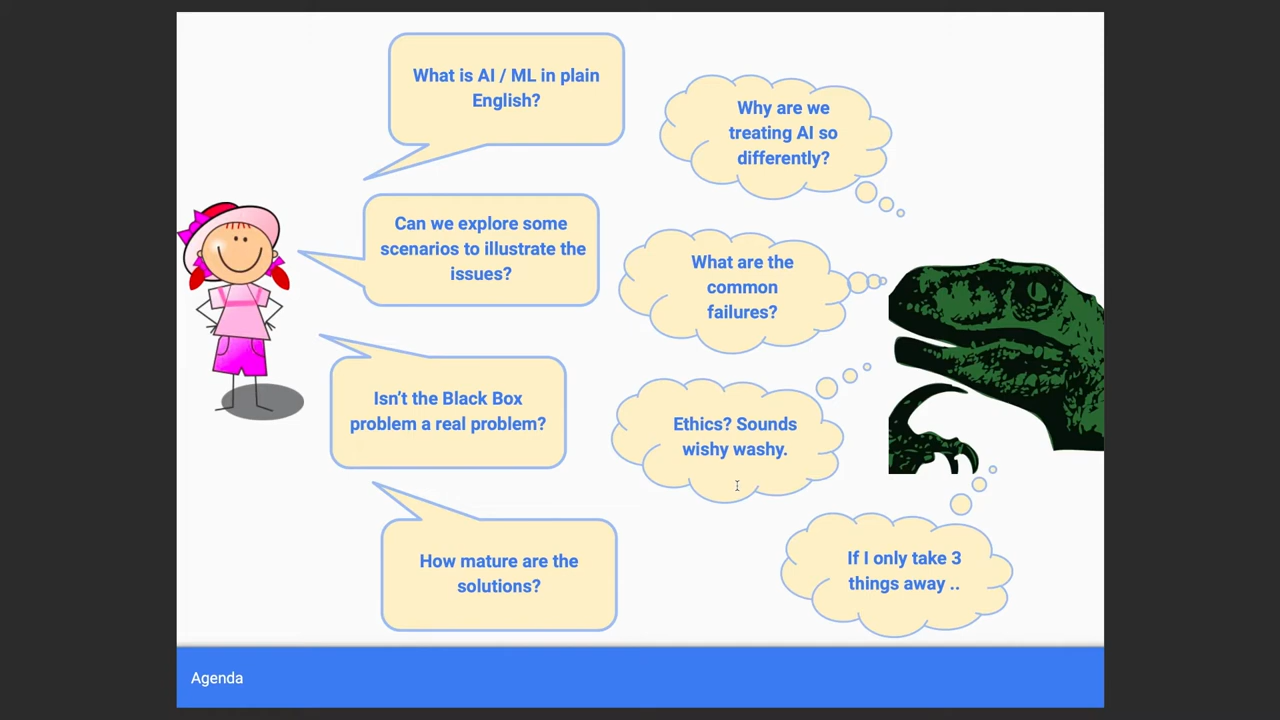 What is AI / ML in plain
English?
Can we explore some
scenarios to illustrate the
issues?
Isn't the Black Box
problem a real problem?
How mature are the
solutions?
Why are we
treating AI so
differently?
What are the
common
failures?
Ethics? Sounds
wishy washy.
If I only take 3
things away ..
Agenda